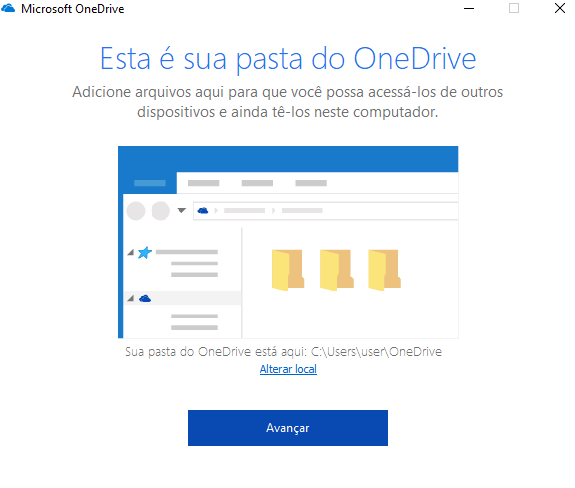 Microsoft OneDrive
Esta é sua pasta do OneDrive
Adicione arquivos aqui para que você possa acessá-los de outros
dispositivos e ainda tê-los neste computador.
Sua pasta do OneDrive está aqui: C:\Users\user\OneDrive
Alterar local
Avançar